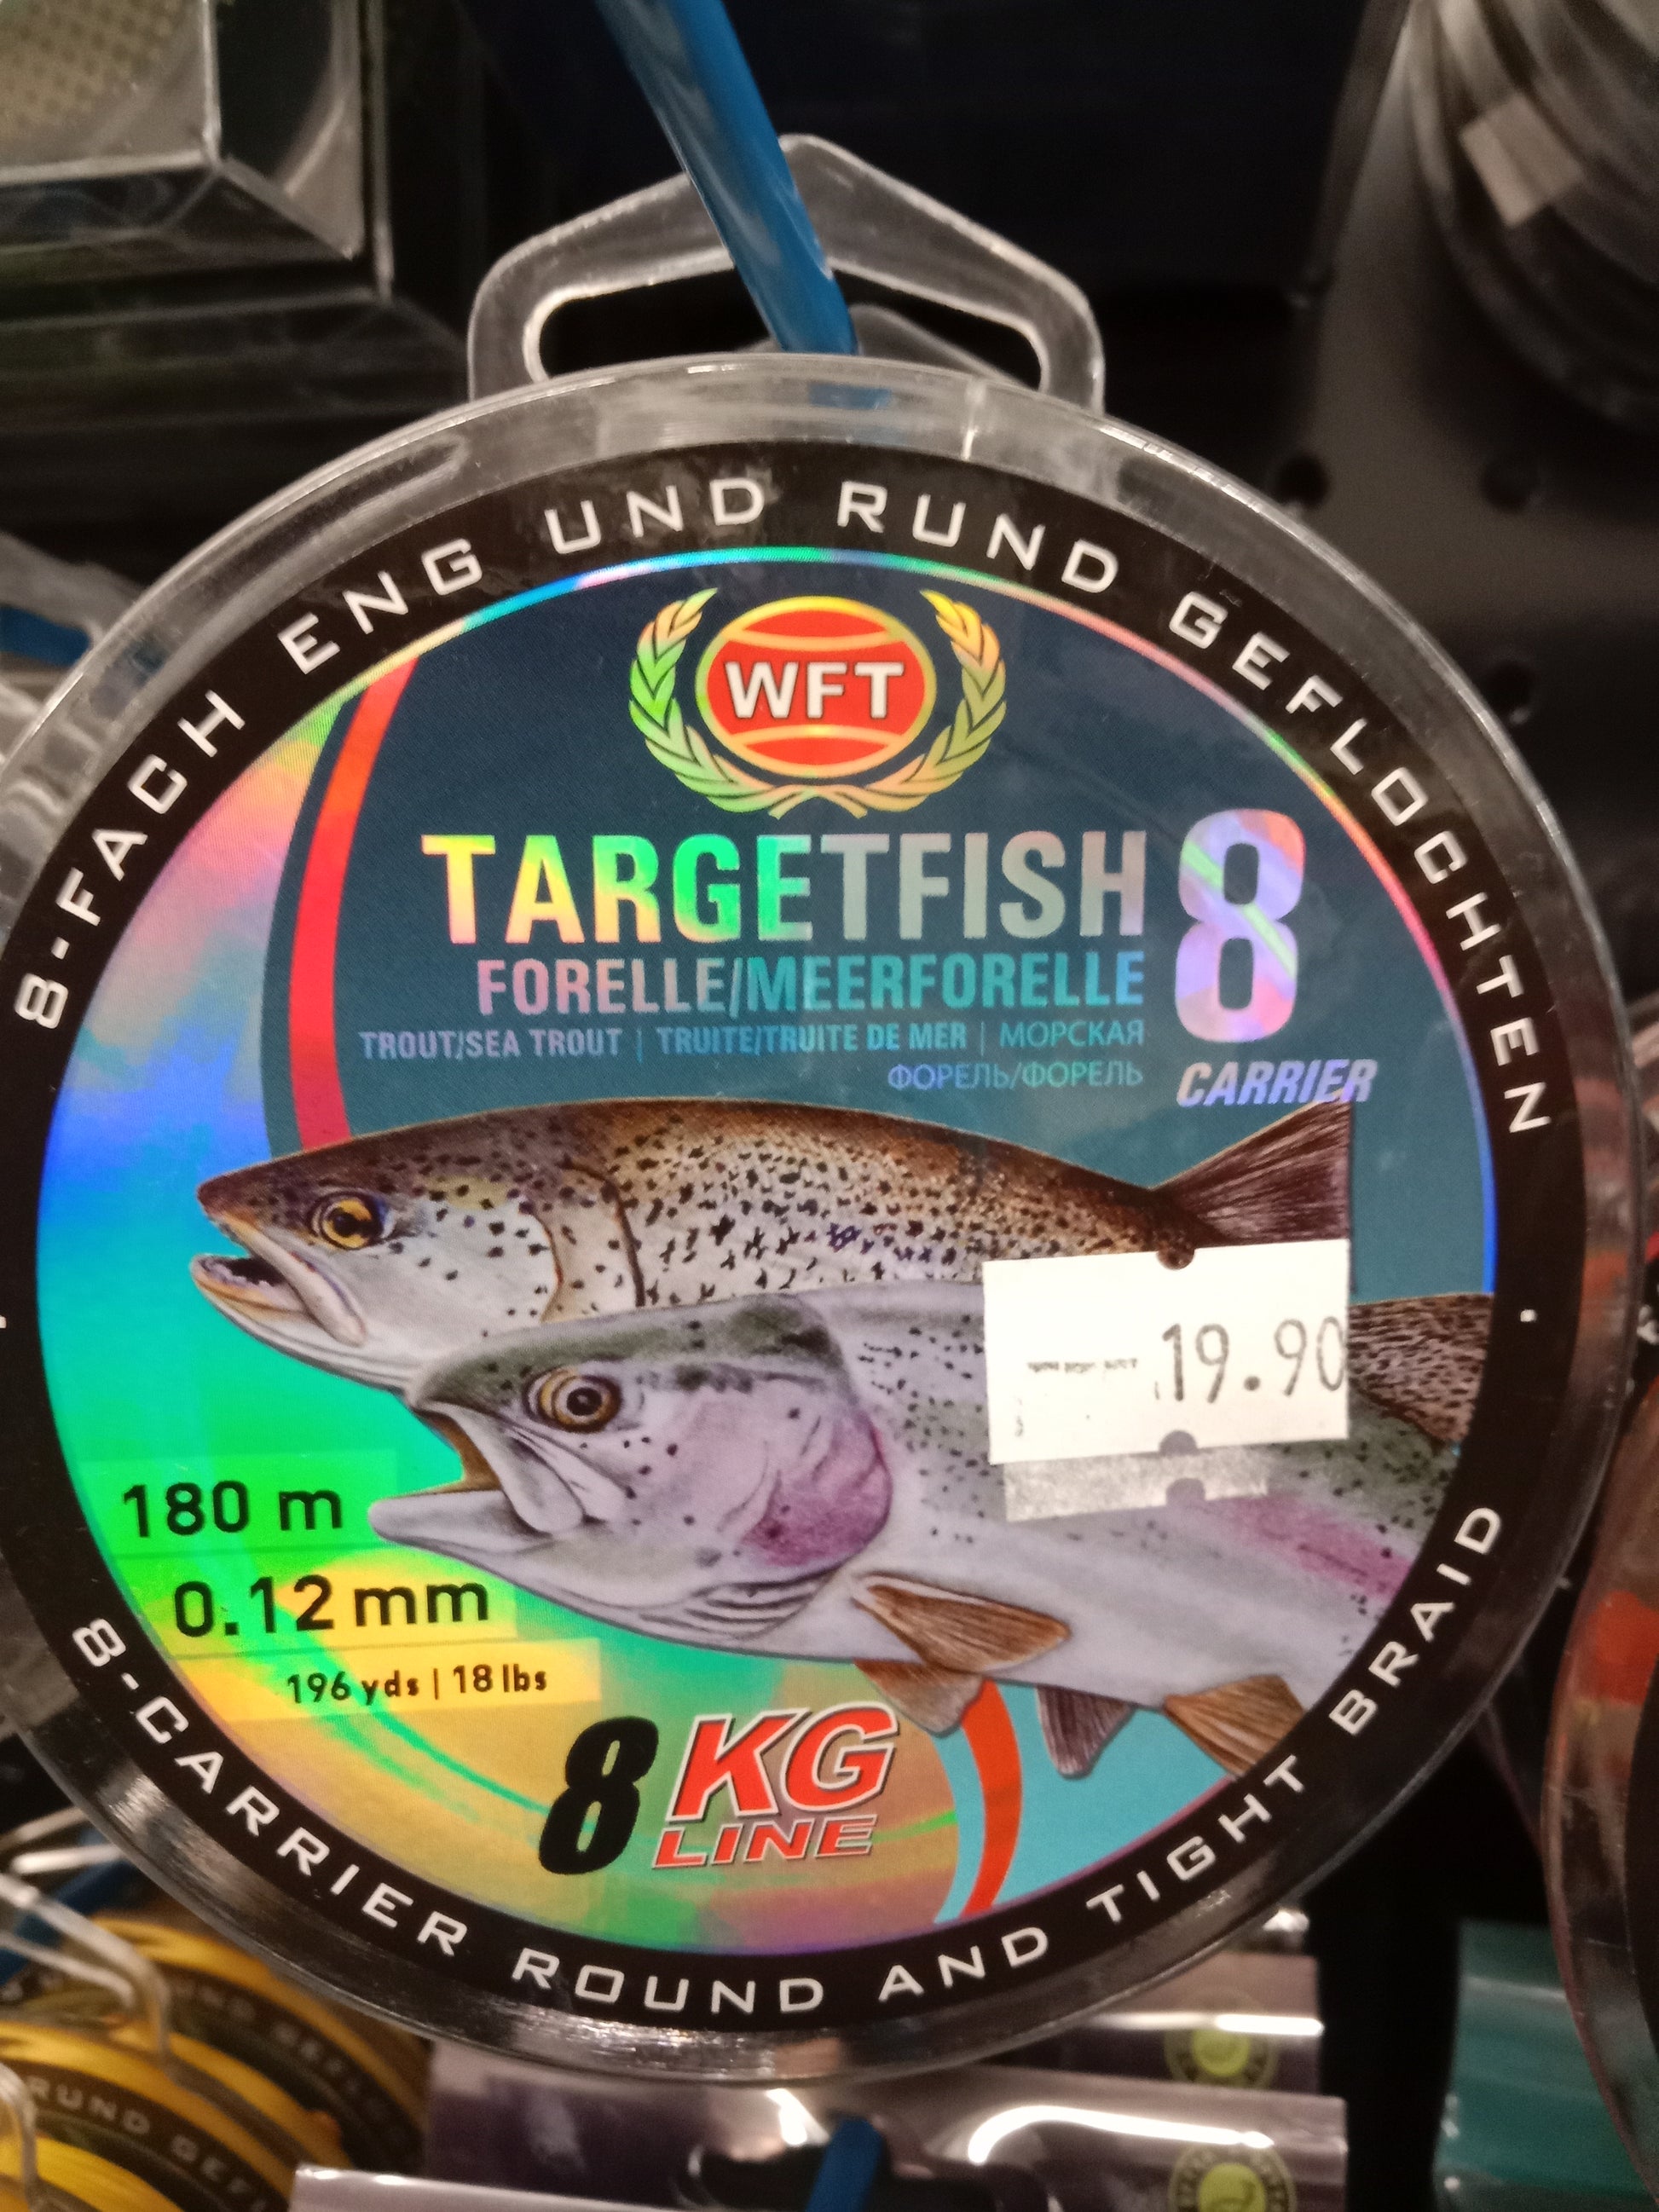 8-FACH ENG UND RUND GEFLOCHTEN
WFT
TARGETFISH 8
FORELLE/MEERFORELLE
TROUT/SEA TROUT | TRUITE/TRUITE DE MER | МОРСКАЯ
ФОРЕЛЬ/ФОРЕЛЬ
CARRIER
19.90
180 m
0.12 mm
196 yds | 18 lbs
8 KG
LINE
8-CARRIER ROUND AND TIGHT BRAID
RUND GEFL